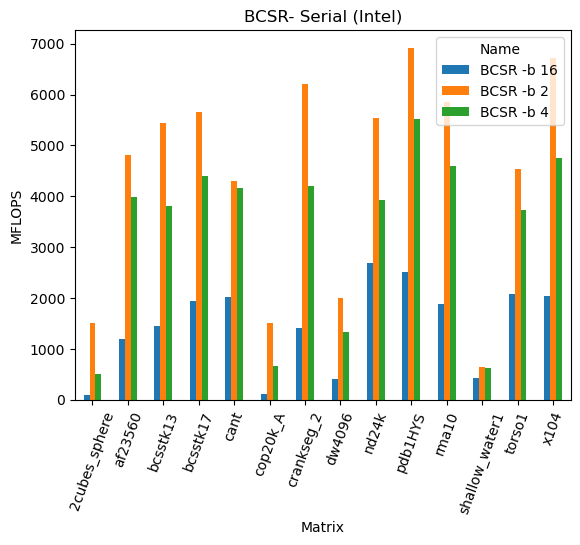 BCSR- Serial (Intel)
7000
6000
5000
4000
3000
2000
1000
0
MFLOPS
Name
BCSR -b 16
BCSR -b 2
BCSR -b 4
2cubes_sphere
af23560
bcsstk13
bcsstk17
cant
cop20k_A
crankseg_2
dw4096
nd24k
pdb1HYS
rma10
shallow_water1
torso1
x104
Matrix